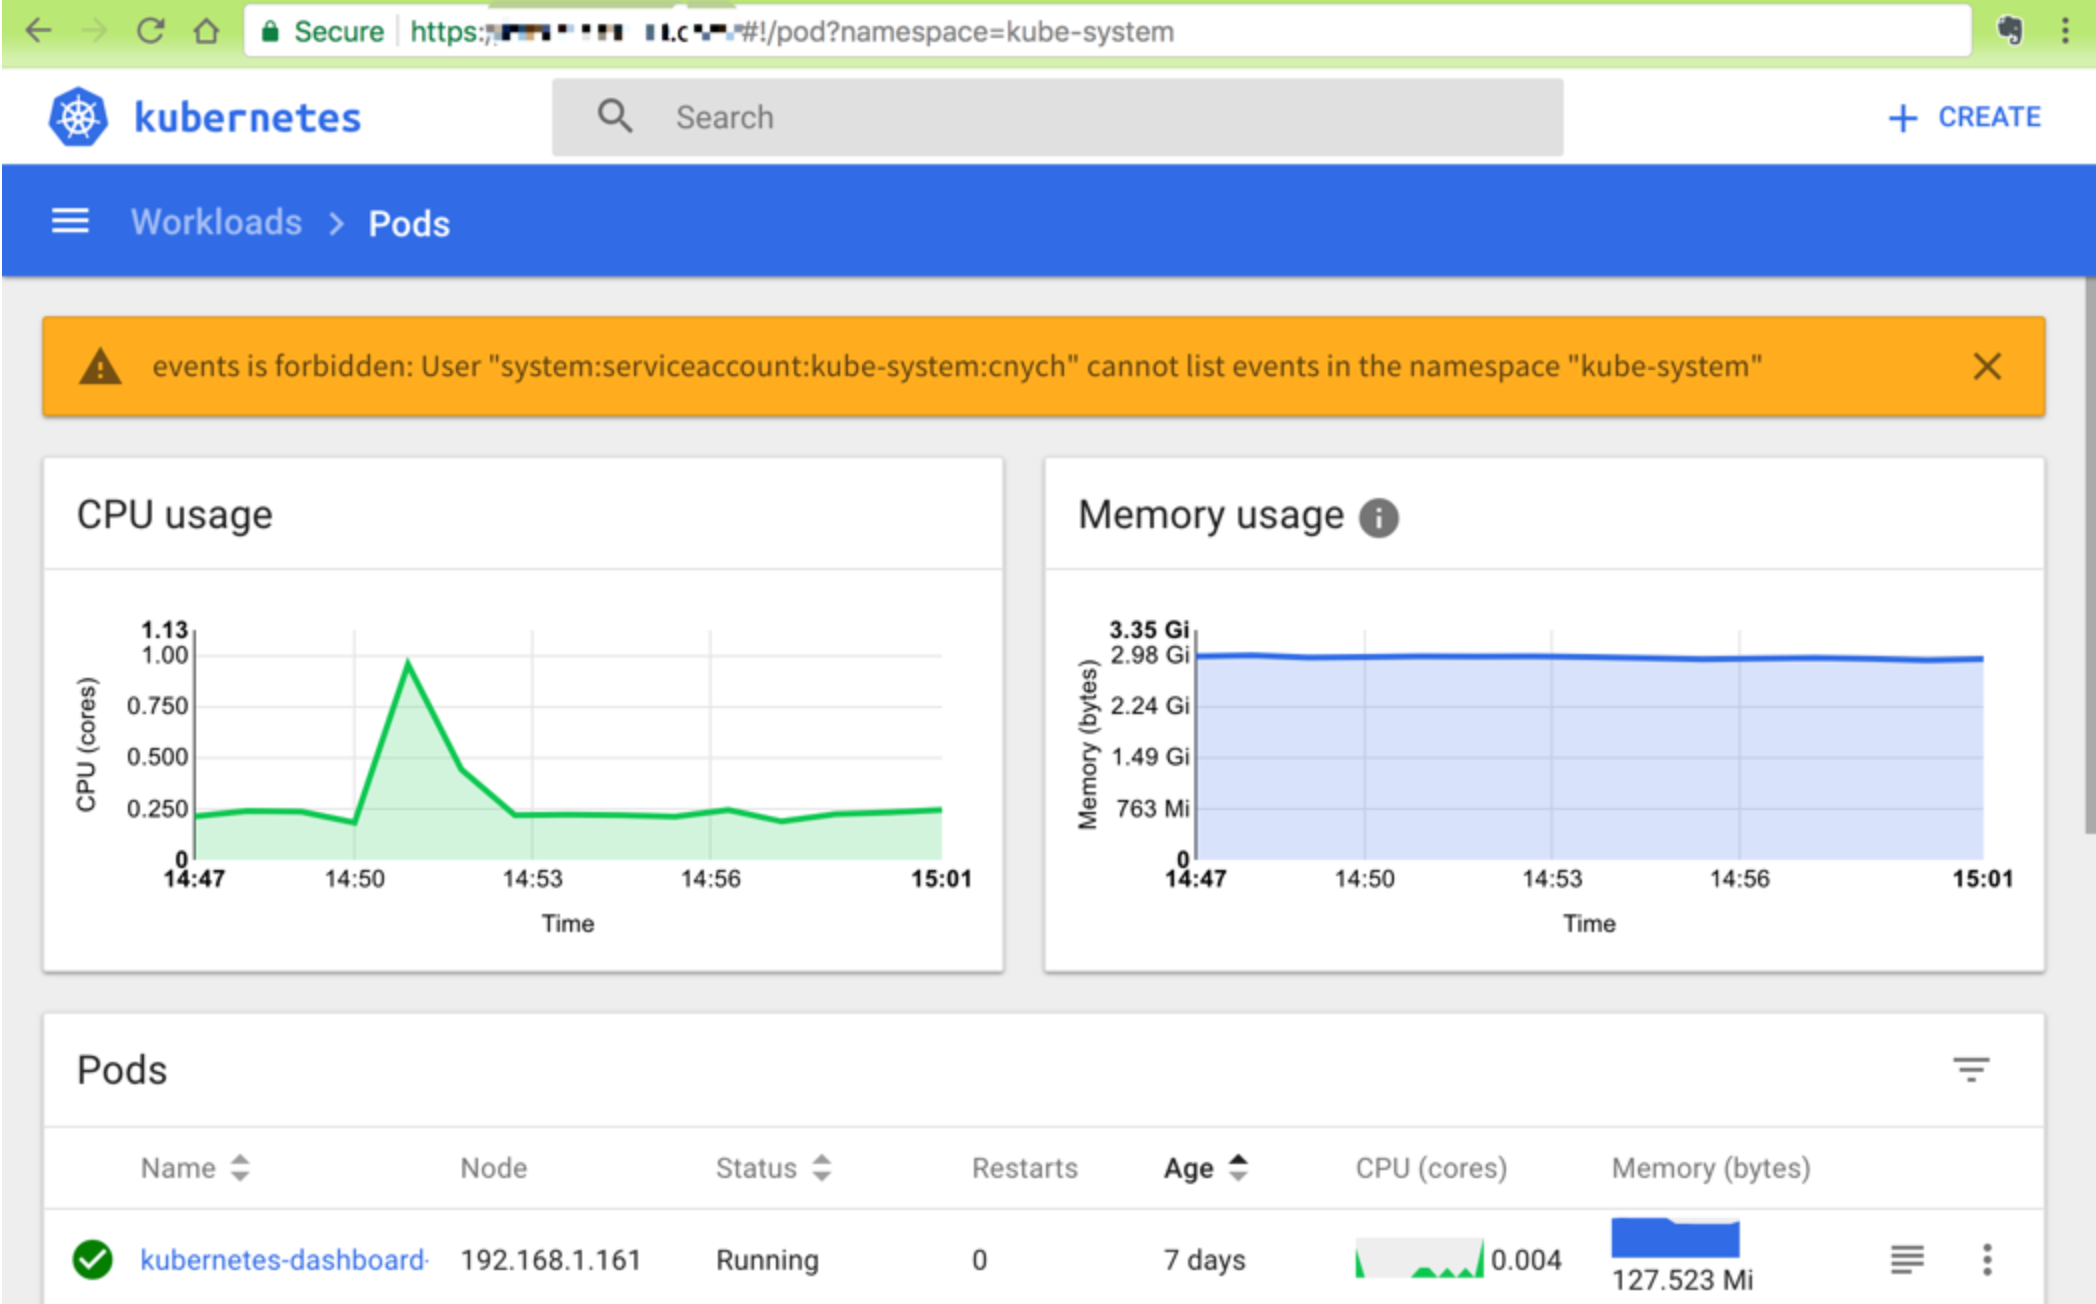 Secure https:
#!/pod?namespace=kube-system
kubernetes
Search
+ CREATE
Workloads > Pods
events is forbidden: User "system:serviceaccount:kube-system:cnych" cannot list events in the namespace "kube-system"
CPU usage
1.13
1.00
0.750
0.500
0.250
0
CPU (cores)
14:47 14:50 14:53 14:56 15:01
Time
Memory usage
3.35 Gi
2.98 Gi
2.24 Gi
1.49 Gi
763 Mi
0
Memory (bytes)
14:47 14:50 14:53 14:56 15:01
Time
Pods
Name Node Status Restarts Age CPU (cores) Memory (bytes)
kubernetes-dashboard- 192.168.1.161 Running 0 7 days 0.004
127.523 Mi